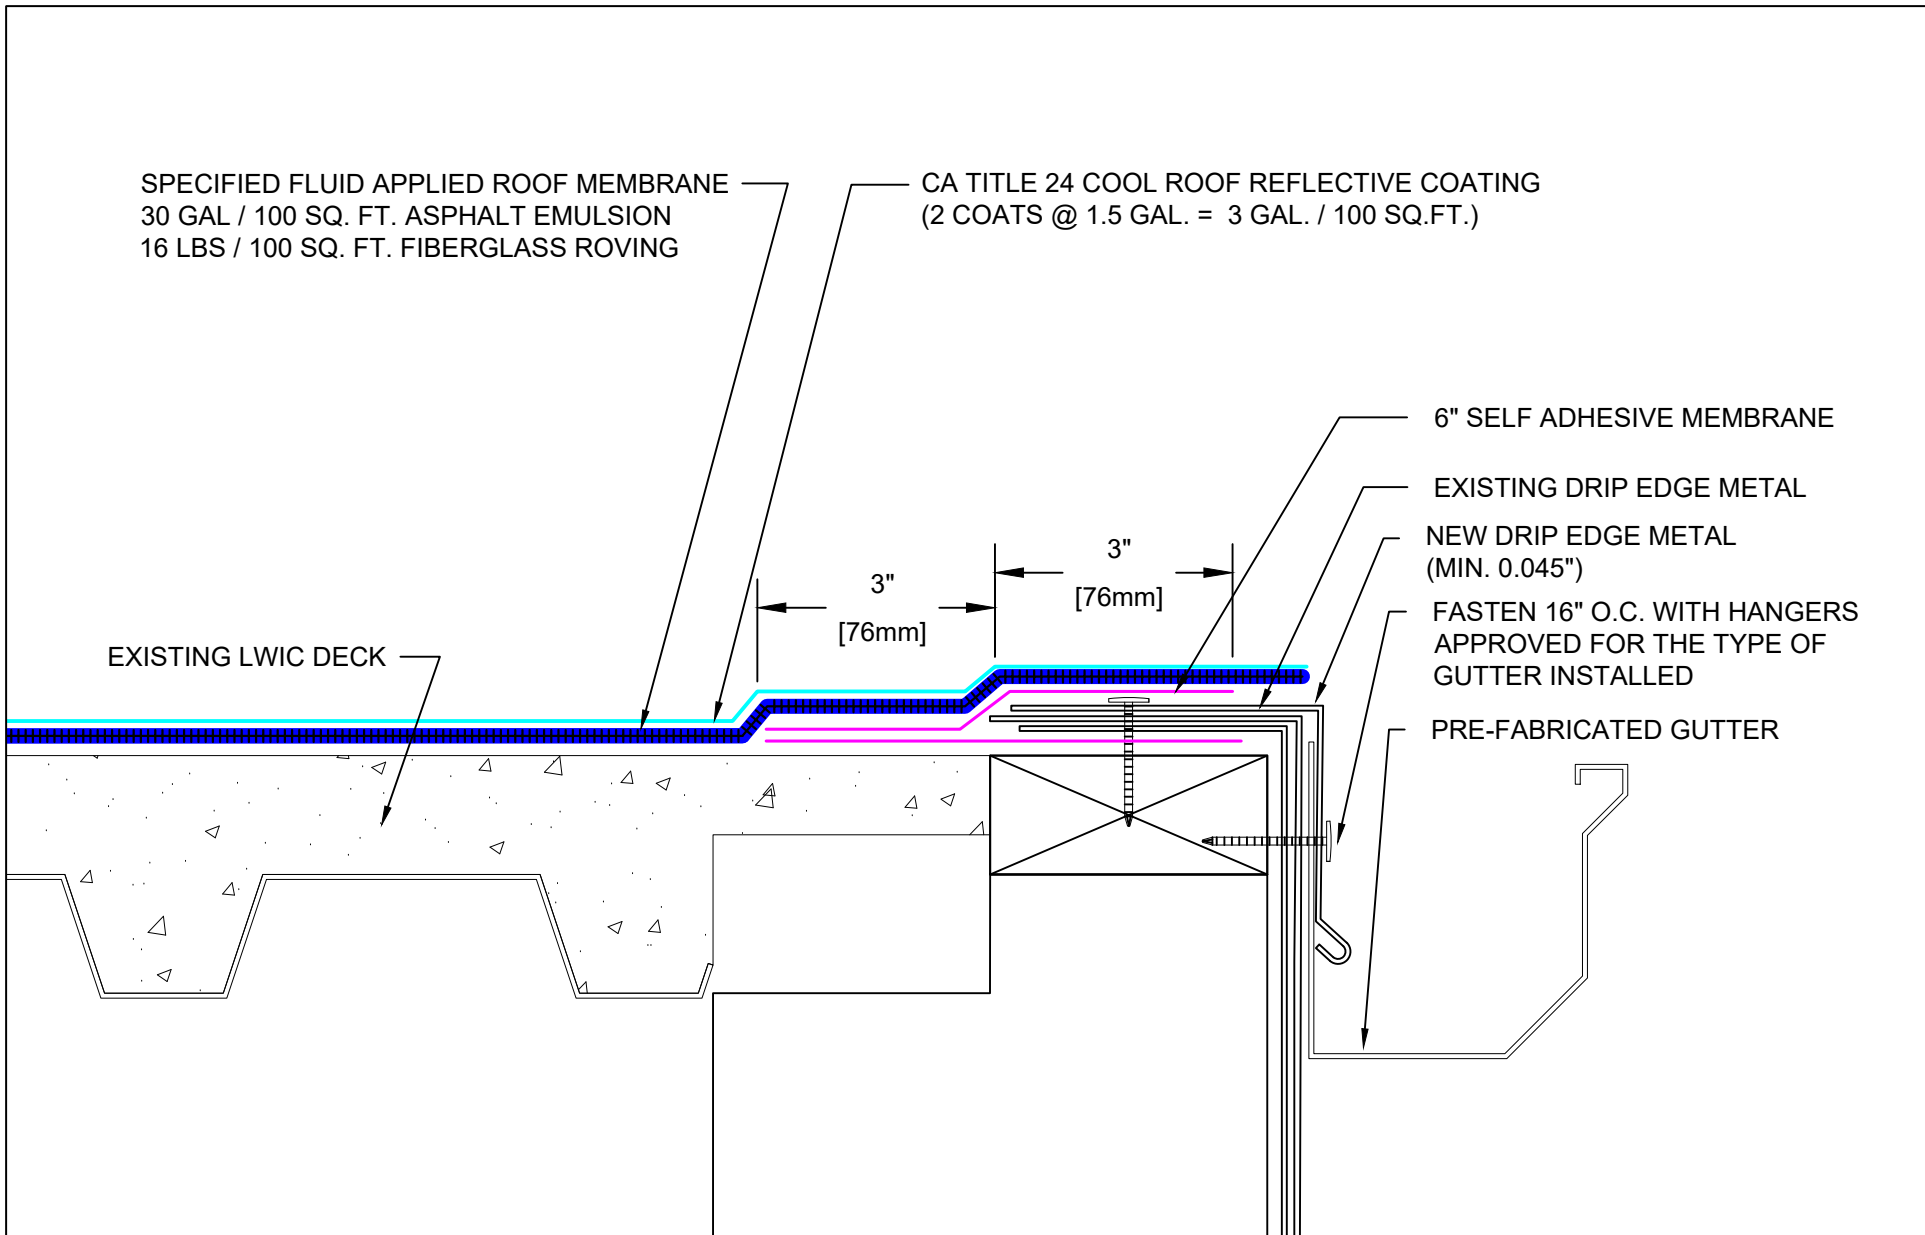 SPECIFIED FLUID APPLIED ROOF MEMBRANE
30 GAL / 100 SQ. FT. ASPHALT EMULSION
16 LBS / 100 SQ. FT. FIBERGLASS ROVING
CA TITLE 24 COOL ROOF REFLECTIVE COATING
(2 COATS @ 1.5 GAL. = 3 GAL. / 100 SQ.FT.)
6" SELF ADHESIVE MEMBRANE
EXISTING DRIP EDGE METAL
NEW DRIP EDGE METAL
(MIN. 0.045")
3"
[76mm]
3"
[76mm]
FASTEN 16" O.C. WITH HANGERS
APPROVED FOR THE TYPE OF
GUTTER INSTALLED
EXISTING LWIC DECK
PRE-FABRICATED GUTTER